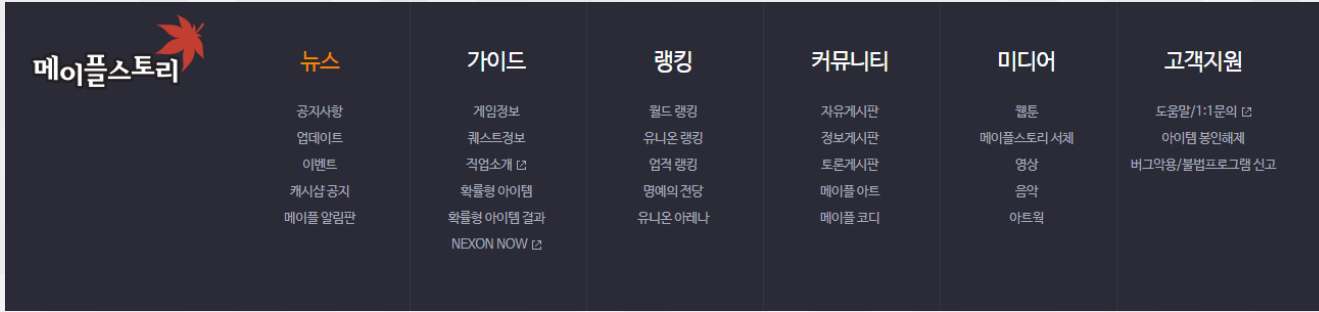 메이플스토리
뉴스
공지사항
업데이트
이벤트
캐시샵 공지
메이플 알림판
가이드
게임정보
퀘스트정보
직업소개
확률형 아이템
확률형 아이템 결과
NEXON NOW
랭킹
월드 랭킹
유니온 랭킹
업적 랭킹
명예의 전당
유니온 아레나
커뮤니티
자유게시판
정보게시판
토론게시판
메이플 아트
메이플 코디
미디어
웹툰
메이플스토리 서체
영상
음악
아트웍
고객지원
도움말/1:1문의
아이템 봉인해제
버그악용/불법프로그램 신고